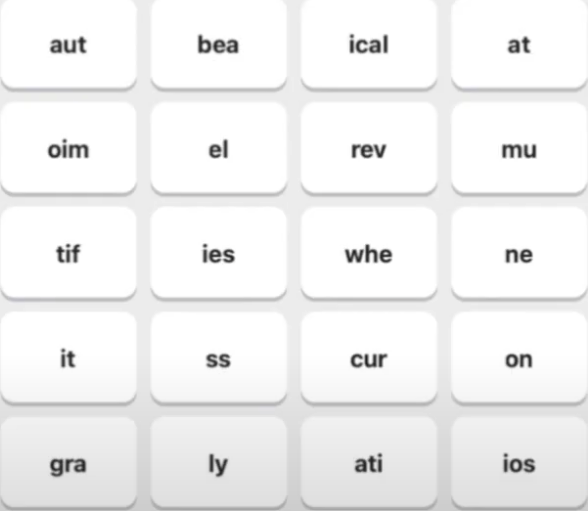 aut bea ical at
oim el rev mu
tif ies whe ne
it ss cur on
gra ly ati ios